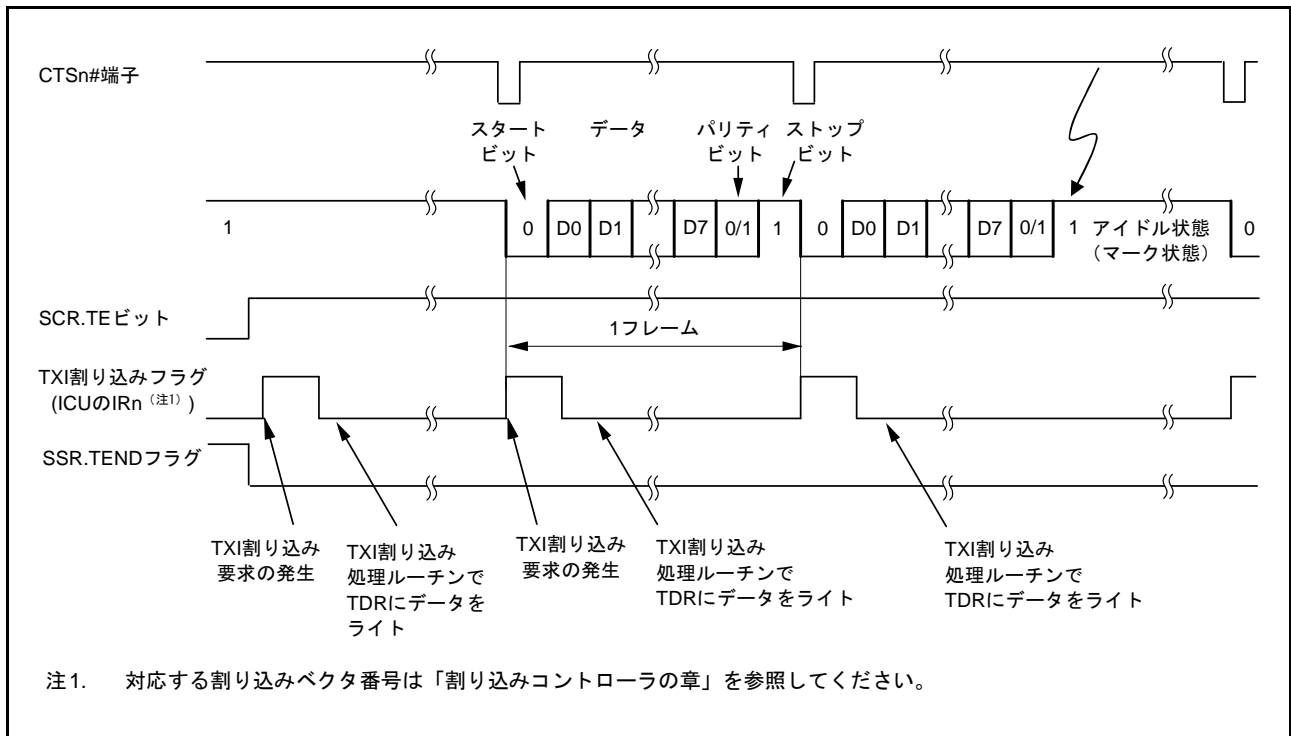 CTSn#端子
スタート
ビット
データ
パリティ
ビット
ストップ
ビット
1
0
D0
D1
D7
0/1
1
0
D0
D1
D7
0/1
1
アイドル状態
（マーク状態）
0
SCR.TEビット
1フレーム
TXI割り込みフラグ
(ICUのIRn（注1）)
SSR.TENDフラグ
TXI割り込み
要求の発生
TXI割り込み
処理ルーチンで
TDRにデータを
ライト
TXI割り込み
要求の発生
TXI割り込み
処理ルーチンで
TDRにデータをライト
TXI割り込み
処理ルーチンで
TDRにデータをライト
注1. 対応する割り込みベクタ番号は「割り込みコントローラの章」を参照してください。